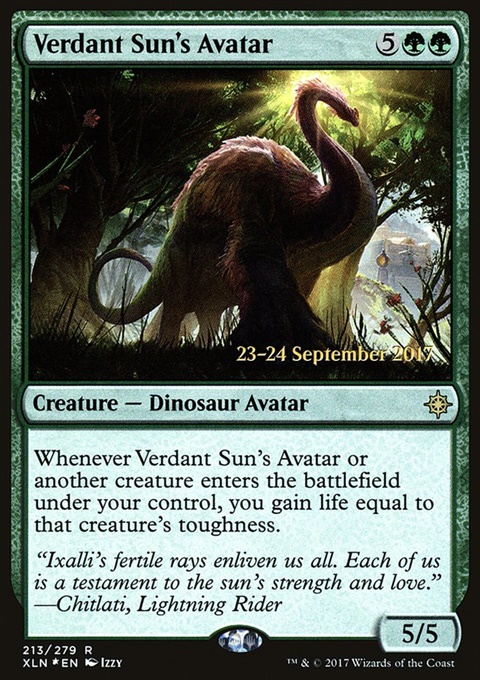 Verdant Sun's Avatar 5
23–24 September 2017
Creature — Dinosaur Avatar
Whenever Verdant Sun's Avatar or
another creature enters the battlefield
under your control, you gain life equal to
that creature's toughness.
“Ixalli's fertile rays enliven us all. Each of us
is a testament to the sun's strength and love.”
—Chitlati, Lightning Rider
5/5
213/279 R
XLN ★ EN Izzy
™ & © 2017 Wizards of the Coast